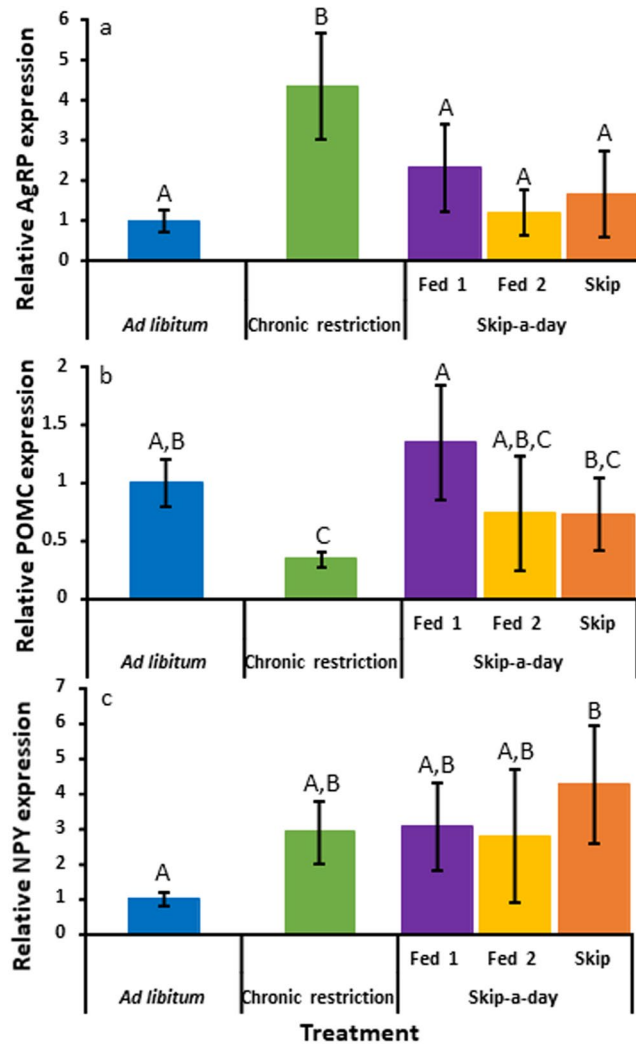 a
Relative AgRP expression
6
5
4
3
2
1
0
A
B
A
A
A
Fed 1 Fed 2 Skip
Ad libitum Chronic restriction Skip-a-day
b
Relative POMC expression
2
1.5
1
0.5
0
A,B
C
A
A,B,C
B,C
Fed 1 Fed 2 Skip
Ad libitum Chronic restriction Skip-a-day
c
Relative NPY expression
7
6
5
4
3
2
1
0
A
A,B
A,B
A,B
B
Fed 1 Fed 2 Skip
Ad libitum Chronic restriction Skip-a-day
Treatment